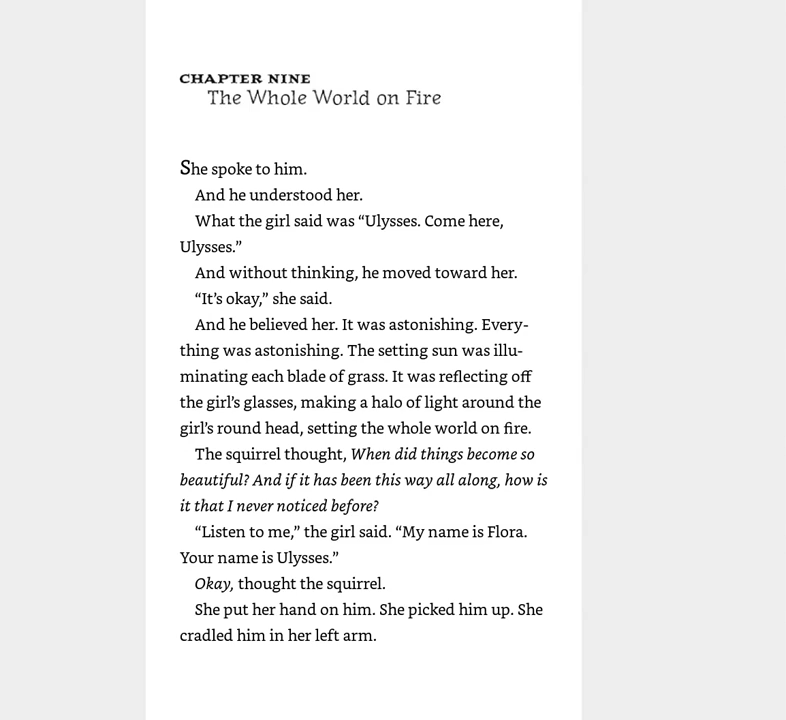 CHAPTER NINE
The Whole World on Fire
She spoke to him.
And he understood her.
What the girl said was “Ulysses. Come here,
Ulysses.”
And without thinking, he moved toward her.
“It’s okay,” she said.
And he believed her. It was astonishing. Every-
thing was astonishing. The setting sun was illu-
minating each blade of grass. It was reflecting off
the girl’s glasses, making a halo of light around the
girl’s round head, setting the whole world on fire.
The squirrel thought, When did things become so
beautiful? And if it has been this way all along, how is
it that I never noticed before?
“Listen to me,” the girl said. “My name is Flora.
Your name is Ulysses.”
Okay, thought the squirrel.
She put her hand on him. She picked him up. She
cradled him in her left arm.